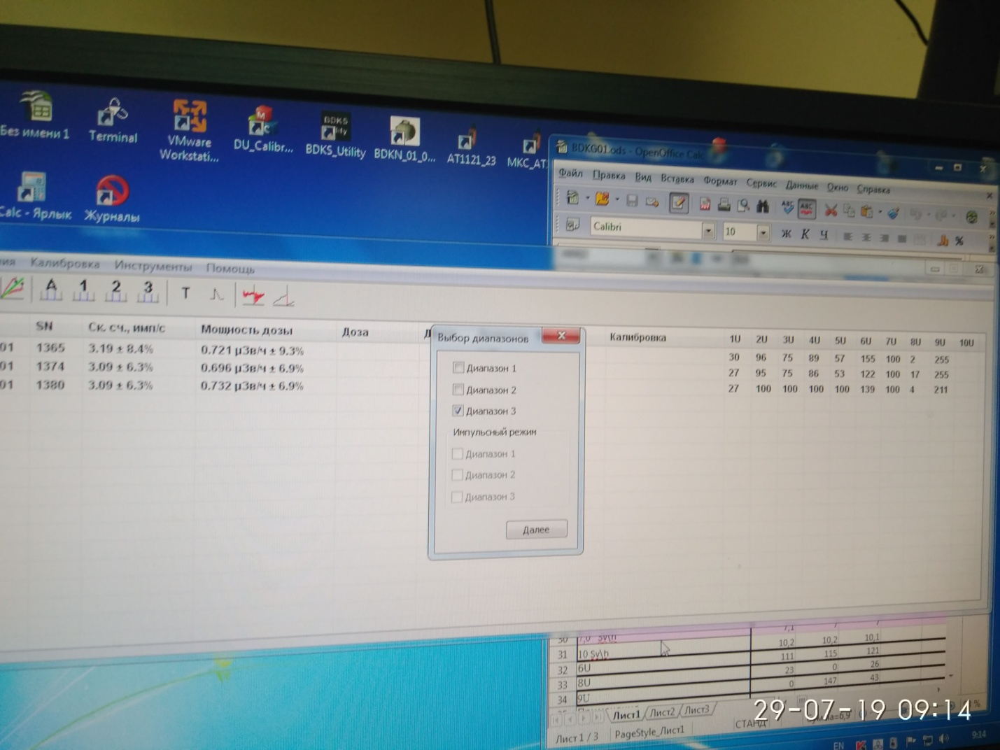 Без имени 1
Terminal
VMware
Workstati...
DU_Calibr...
BDKS
BDKS_Utility
BDKN_01_0...
AT1121_23
МКС_АТ
Calc - Ярлык
Журналы
BDKG01.ods - OpenOffice Calc
Файл Правка Вид Вставка Формат Сервис Данные Окно Справка
Calibri 10 Ж К Ч %
Калибровка Инструменты Помощь
A 1 2 3 T
SN Ск. сч., имп/с Мощность дозы Доза Калибровка 1U 2U 3U 4U 5U 6U 7U 8U 9U 10U
01 1365 3.19 ± 8.4% 0.721 µЗв/ч ± 9.3% 30 96 75 89 57 155 100 2 255
01 1374 3.09 ± 6.3% 0.696 µЗв/ч ± 6.9% 27 95 75 86 53 122 100 17 255
01 1380 3.09 ± 6.3% 0.732 µЗв/ч ± 6.9% 27 100 100 100 100 139 100 4 211
Выбор диапазонов
Диапазон 1
Диапазон 2
Диапазон 3
Импульсный режим
Диапазон 1
Диапазон 2
Диапазон 3
Далее
30 7,0 Sv\h 7,1 7 7
31 10 Sv\h 10,2 10,2 10,1
32 6U 111 115 121
33 8U 23 0 26
34 9U 0 147 43
Лист1 Лист2 Лист3
Лист 1 / 3 PageStyle_Лист1 СТАНД Сумма=6,9 %
29-07-19 09:14
EN 9:14